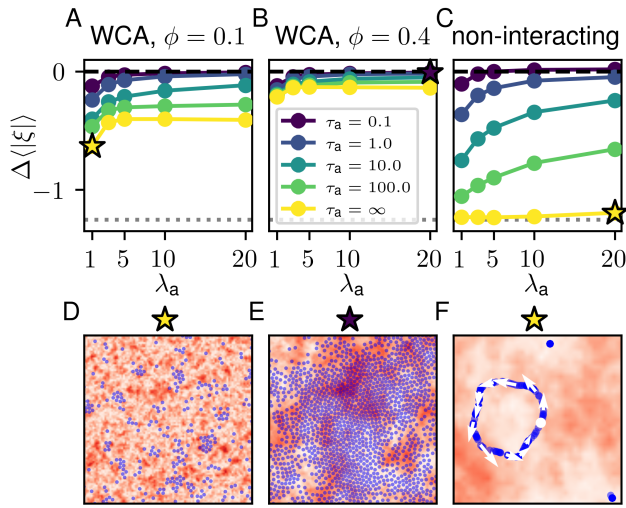 A WCA, ϕ = 0.1
B WCA, ϕ = 0.4
C non-interacting
Δ⟨|ξ|⟩
0
−1
τa = 0.1
τa = 1.0
τa = 10.0
τa = 100.0
τa = ∞
1 5 10 20
1 5 10 20
1 5 10 20
λa
λa
λa
D
E
F